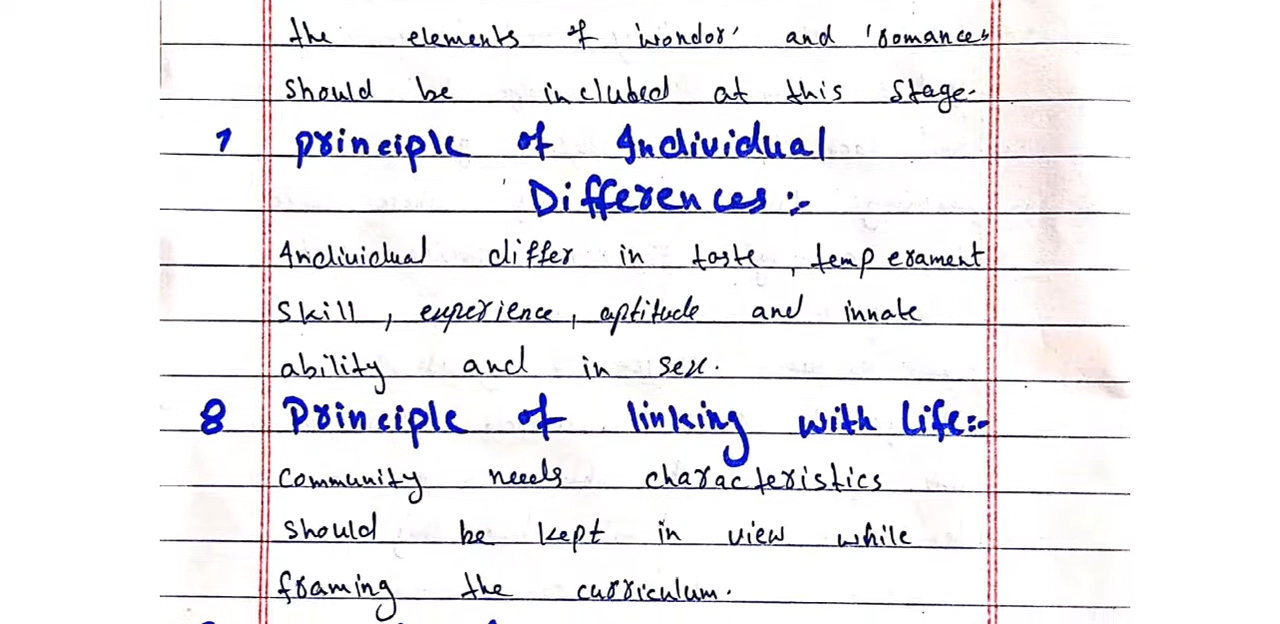 the elements of 'wonder' and 'romances'
should be included at this stage.
7 principle of Individual
Differences :-
Individual differ in taste, temperament
skill, experience, aptitude and innate
ability and in sex.
8 Principle of linking with Life:-
Community needs characteristics
should be kept in view while
framing the curriculum.